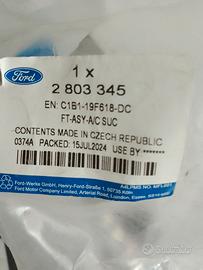 Ford
1 x
2 803 345
EN: C1B1-19F618-DC
FT-ASY-A/C SUC
CONTENTS MADE IN CZECH REPUBLIC
0374A PACKED: 15JUL2024 USE BY -------
Ford-Werke GmbH, Henry-Ford-Straße 1, 50735 Köln
Ford Motor Company Limited, Arterial Road, London, Essex
subito